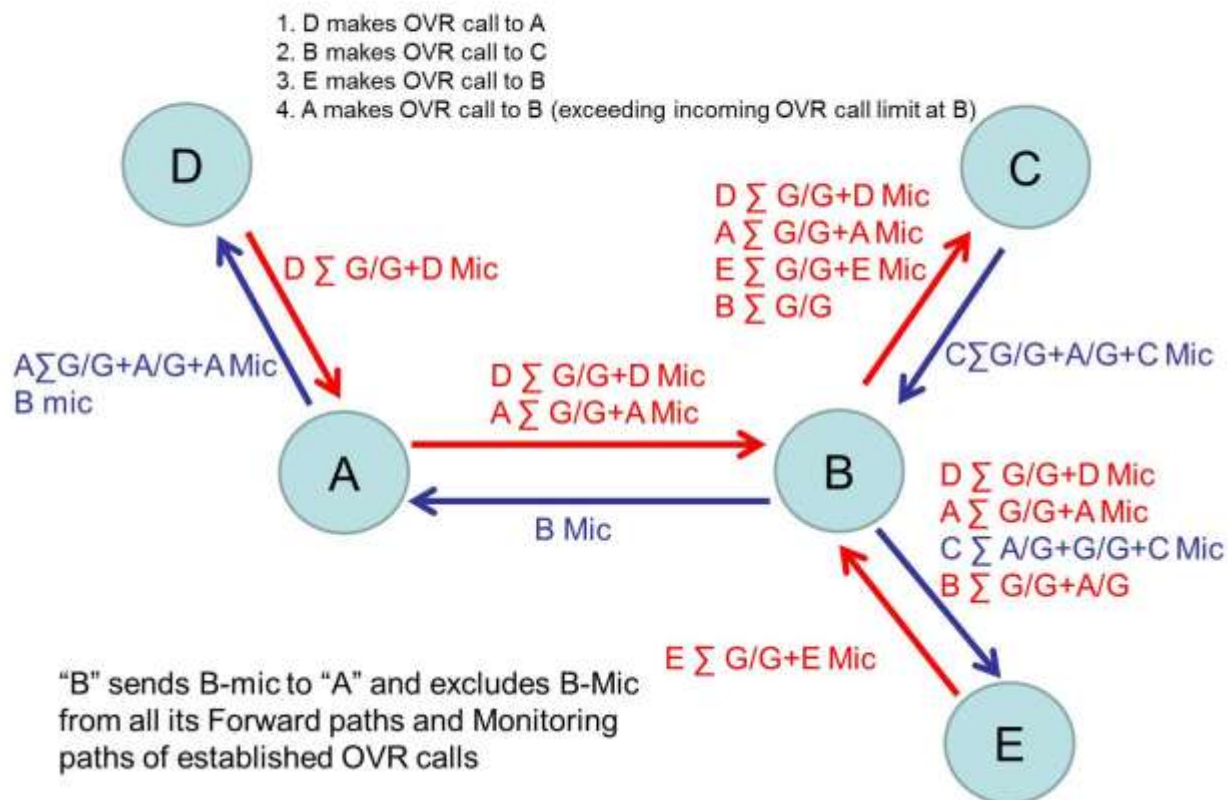 1. D makes OVR call to A
2. B makes OVR call to C
3. E makes OVR call to B
4. A makes OVR call to B (exceeding incoming OVR call limit at B)
D
C
D ∑ G/G+D Mic
A ∑ G/G+A Mic
E ∑ G/G+E Mic
B ∑ G/G
D ∑ G/G+D Mic
A∑G/G+A/G+A Mic
B mic
C∑G/G+A/G+C Mic
D ∑ G/G+D Mic
A ∑ G/G+A Mic
A
B
B Mic
D ∑ G/G+D Mic
A ∑ G/G+A Mic
C ∑ A/G+G/G+C Mic
B ∑ G/G+A/G
E ∑ G/G+E Mic
E
“B” sends B-mic to “A” and excludes B-Mic
from all its Forward paths and Monitoring
paths of established OVR calls